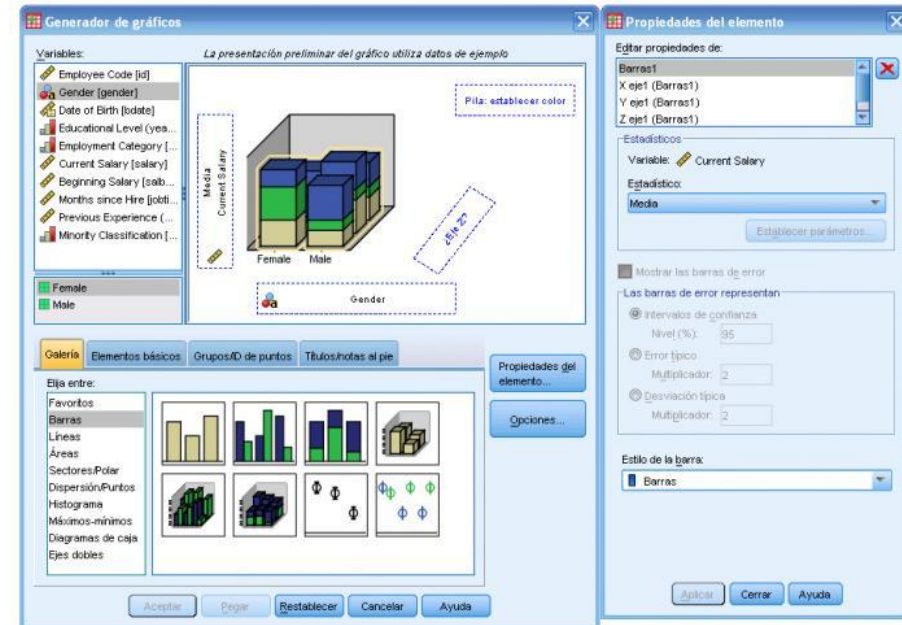 Generador de gráficos
Variables:
La presentación preliminar del gráfico utiliza datos de ejemplo
Employee Code [id]
Gender [gender]
Date of Birth [bdate]
Educational Level (yea...
Employment Category [...
Current Salary [salary]
Beginning Salary [salb...
Months since Hire [jobti...
Previous Experience (...
Minority Classification [...
Female
Male
Pila: establecer color
Media
Current Salary
¿Eje Z?
Female Male
Gender
Galería
Elementos básicos
Grupos/ID de puntos
Títulos/notas al pie
Elija entre:
Favoritos
Barras
Líneas
Áreas
Sectores/Polar
Dispersión/Puntos
Histograma
Máximos-mínimos
Diagramas de caja
Ejes dobles
Propiedades del
elemento...
Opciones...
Aceptar
Pegar
Restablecer
Cancelar
Ayuda
Propiedades del elemento
Editar propiedades de:
Barras1
X eje1 (Barras1)
Y eje1 (Barras1)
Z eje1 (Barras1)
Estadísticos
Variable: Current Salary
Estadístico:
Media
Establecer parámetros...
Mostrar las barras de error
Las barras de error representan
Intervalos de confianza
Nivel (%): 95
Error típico
Multiplicador: 2
Desviación típica
Multiplicador: 2
Estilo de la barra:
Barras
Aplicar
Cerrar
Ayuda